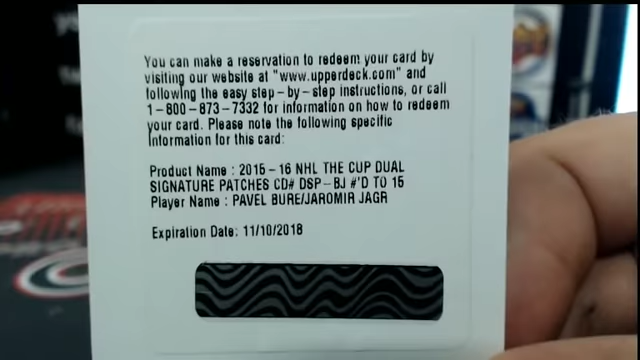 You can make a reservation to redeem your card by
visiting our website at "www.upperdeck.com" and
following the easy step-by-step instructions, or call
1-800-873-7332 for information on how to redeem
your card. Please note the following specific
information for this card:
Product Name : 2015-16 NHL THE CUP DUAL
SIGNATURE PATCHES CD# DSP-BJ #'D TO 15
Player Name : PAVEL BURE/JAROMIR JAGR
Expiration Date: 11/10/2018